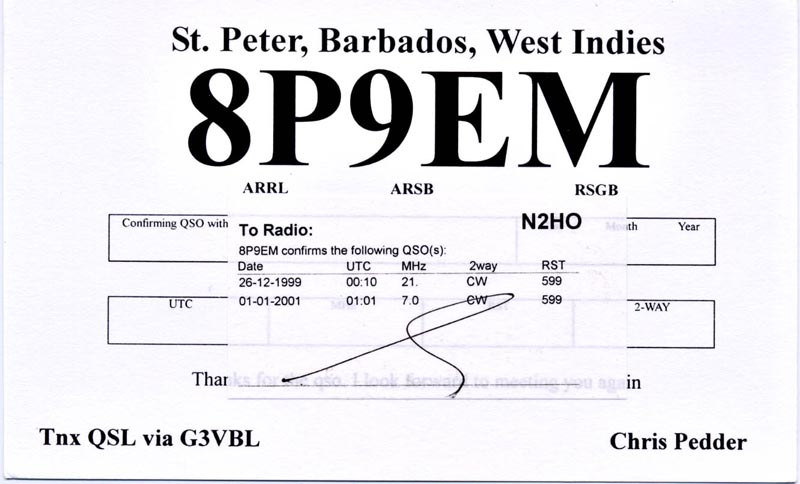 St. Peter, Barbados, West Indies
8P9EM
ARRL ARSB RSGB
Confirming QSO with Month Year
To Radio: N2HO
8P9EM confirms the following QSO(s):
Date UTC MHz 2way RST
26-12-1999 00:10 21. CW 599
01-01-2001 01:01 7.0 CW 599
UTC 2-WAY
Thanks for the qso. I look forward to meeting you again
Tnx QSL via G3VBL Chris Pedder